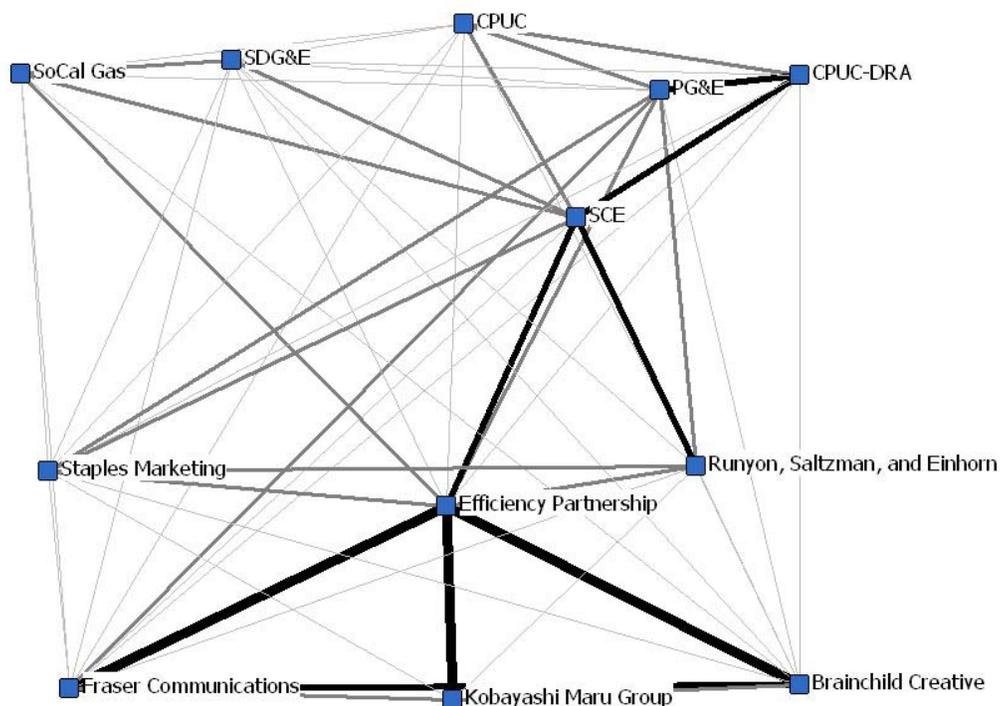 CPUC
SDG&E
SoCal Gas
CPUC-DRA
PG&E
SCE
Staples Marketing
Runyon, Saltzman, and Einhorn
Efficiency Partnership
Fraser Communications
Kobayashi Maru Group
Brainchild Creative